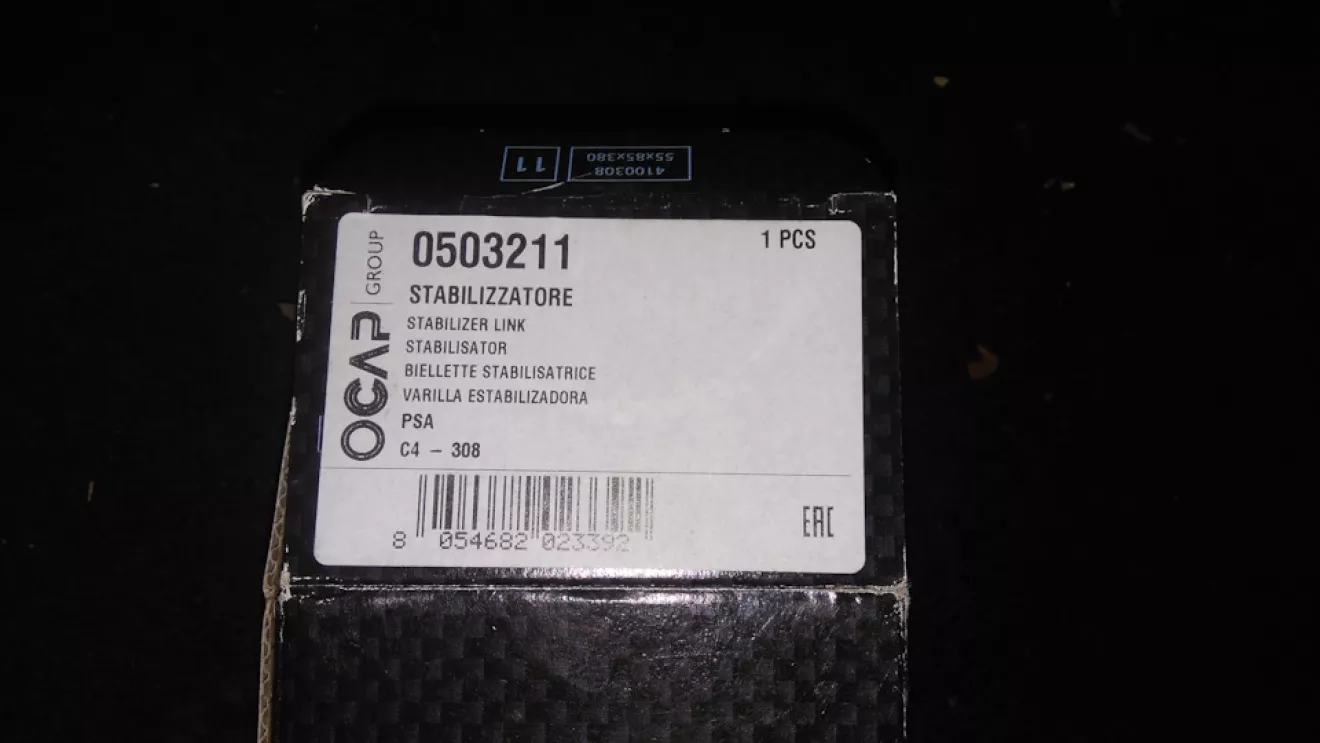 11
4100308
55x85x380
OCAP GROUP
0503211
1 PCS
STABILIZZATORE
STABILIZER LINK
STABILISATOR
BIELLETTE STABILISATRICE
VARILLA ESTABILIZADORA
PSA
C4 – 308
8 054682 023392
EAC